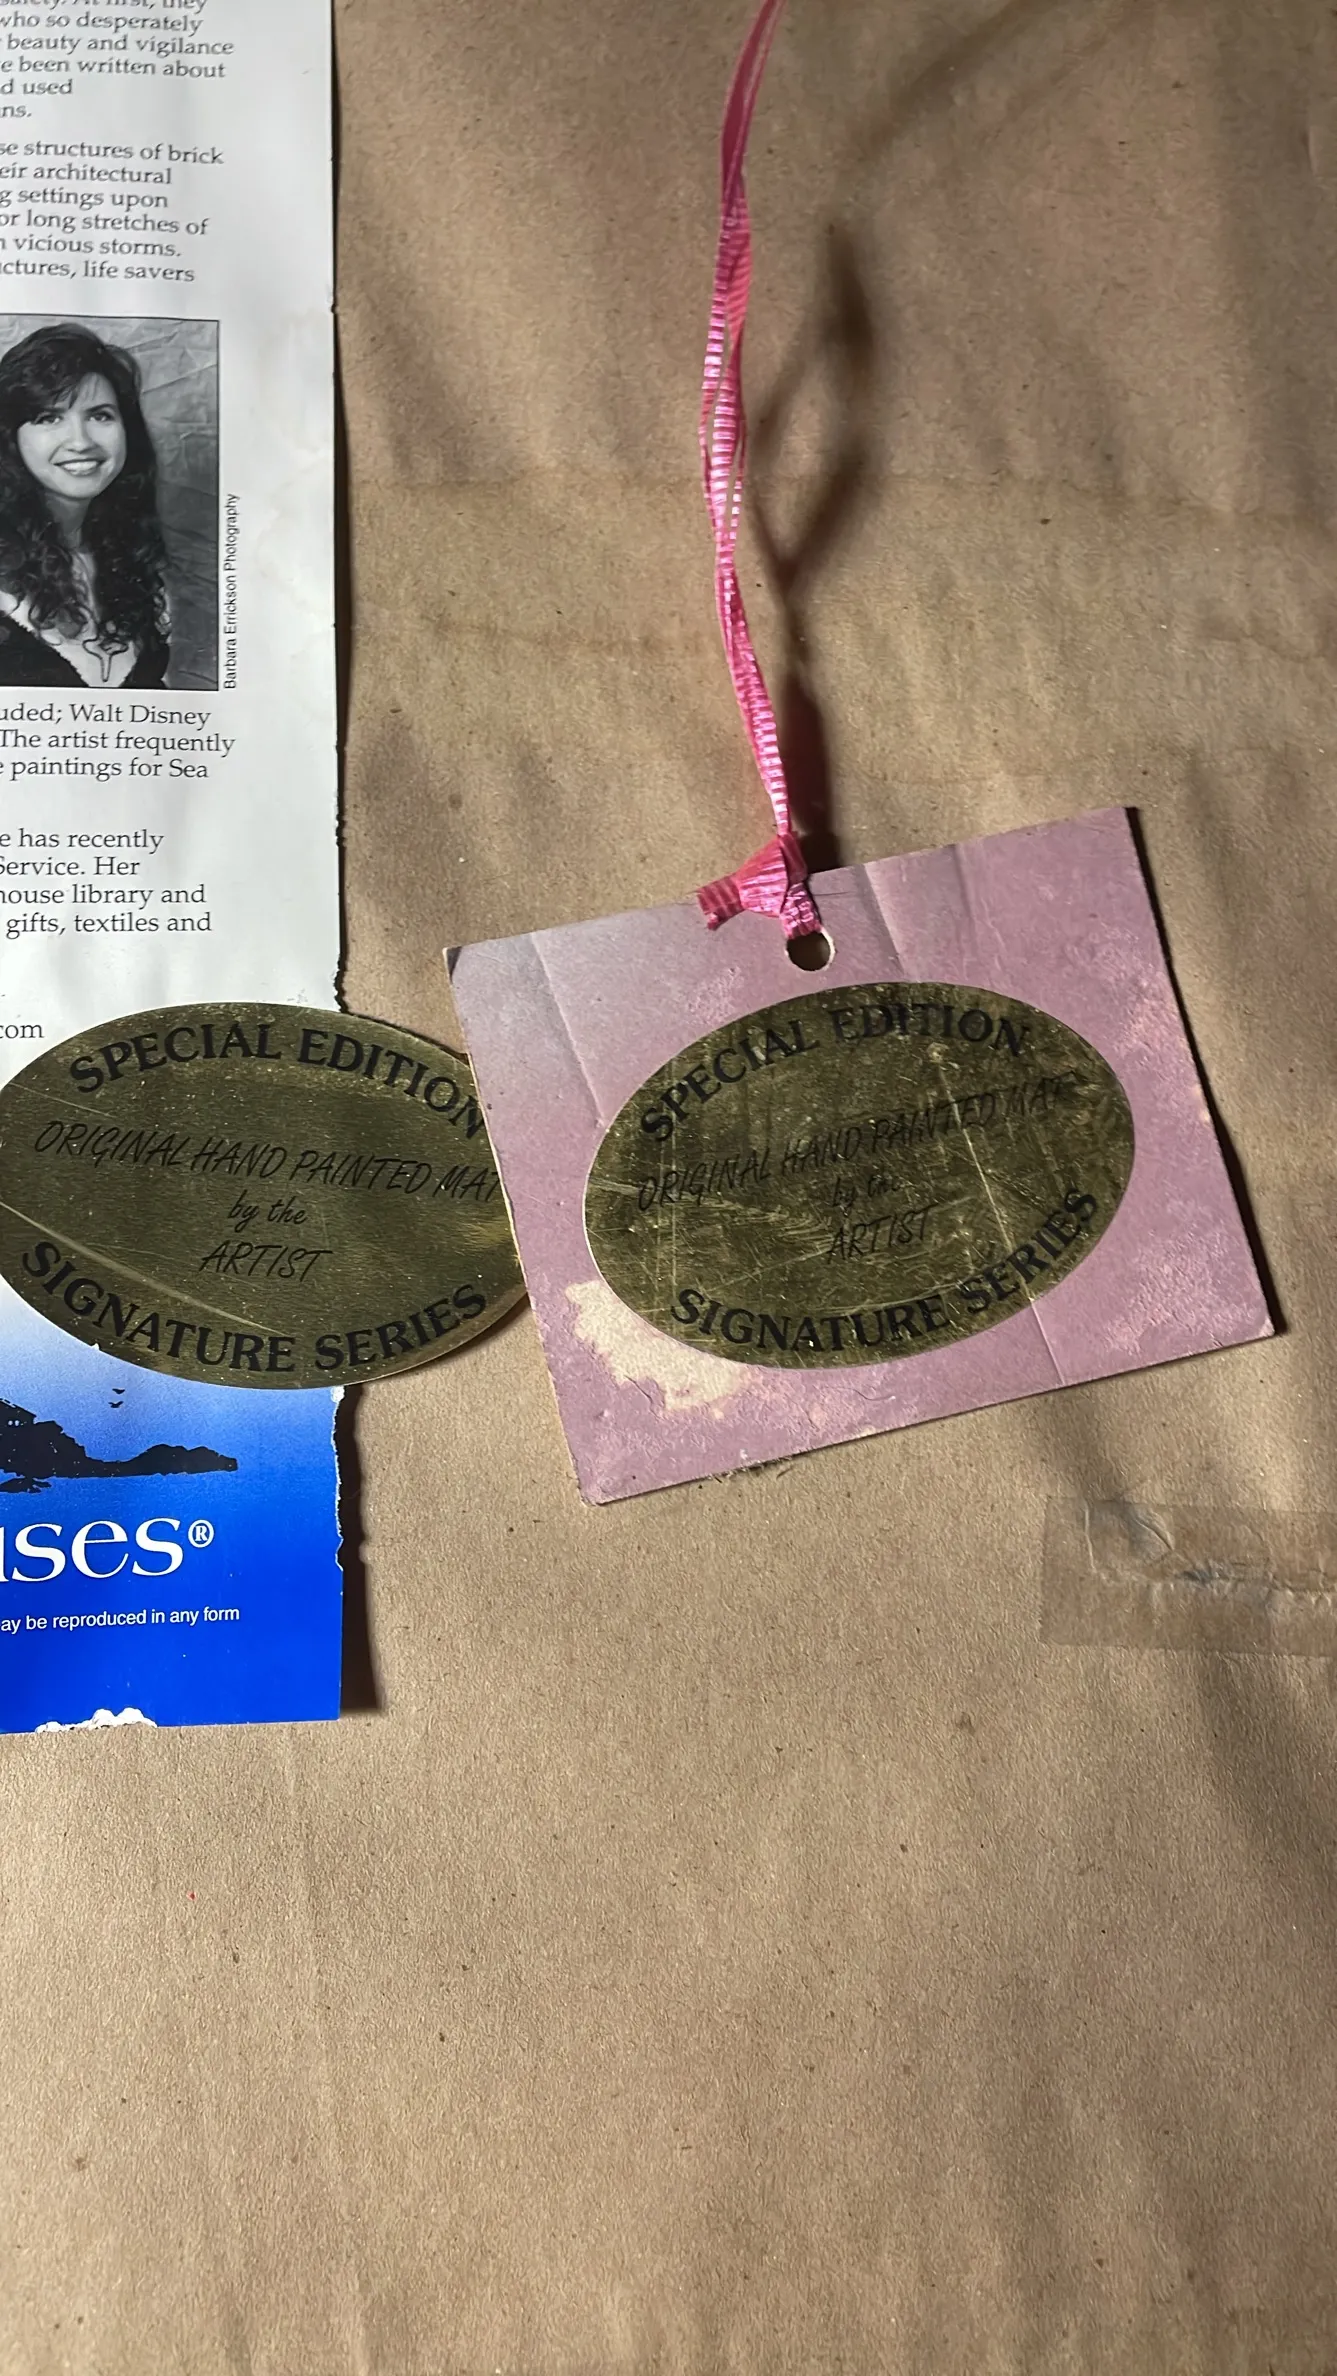 who so desperately
beauty and vigilance
e been written about
d used
ns.
se structures of brick
eir architectural
g settings upon
or long stretches of
vicious storms.
ctures, life savers
Barbara Errickson Photography
uded; Walt Disney
The artist frequently
e paintings for Sea
e has recently
Service. Her
house library and
gifts, textiles and
com
SPECIAL EDITION
ORIGINAL HAND PAINTED MAT
by the
ARTIST
SIGNATURE SERIES
uses®
ay be reproduced in any form
SPECIAL EDITION
ORIGINAL HAND PAINTED MAT
by the
ARTIST
SIGNATURE SERIES